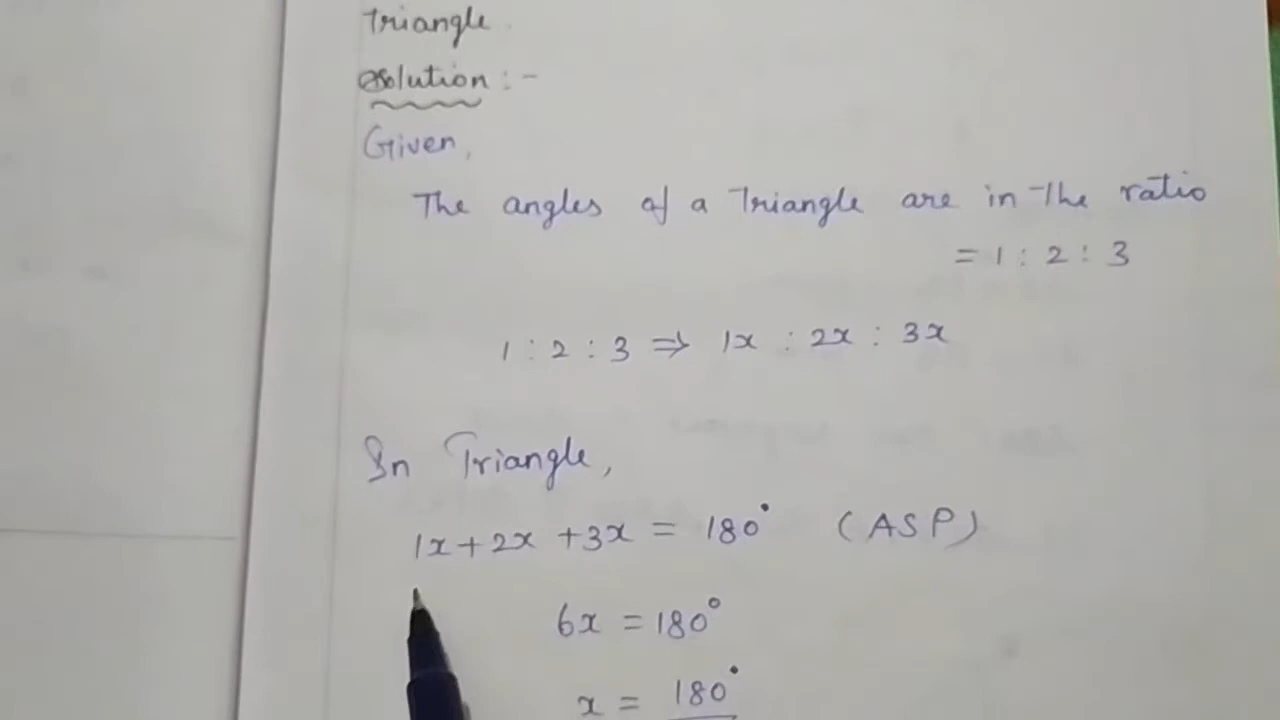 Triangle
Solution :-
Given,
The angles of a Triangle are in the ratio
= 1 : 2 : 3
1 : 2 : 3 ⇒ 1x : 2x : 3x
In Triangle,
1x + 2x + 3x = 180° (ASP)
6x = 180°
x = 180°